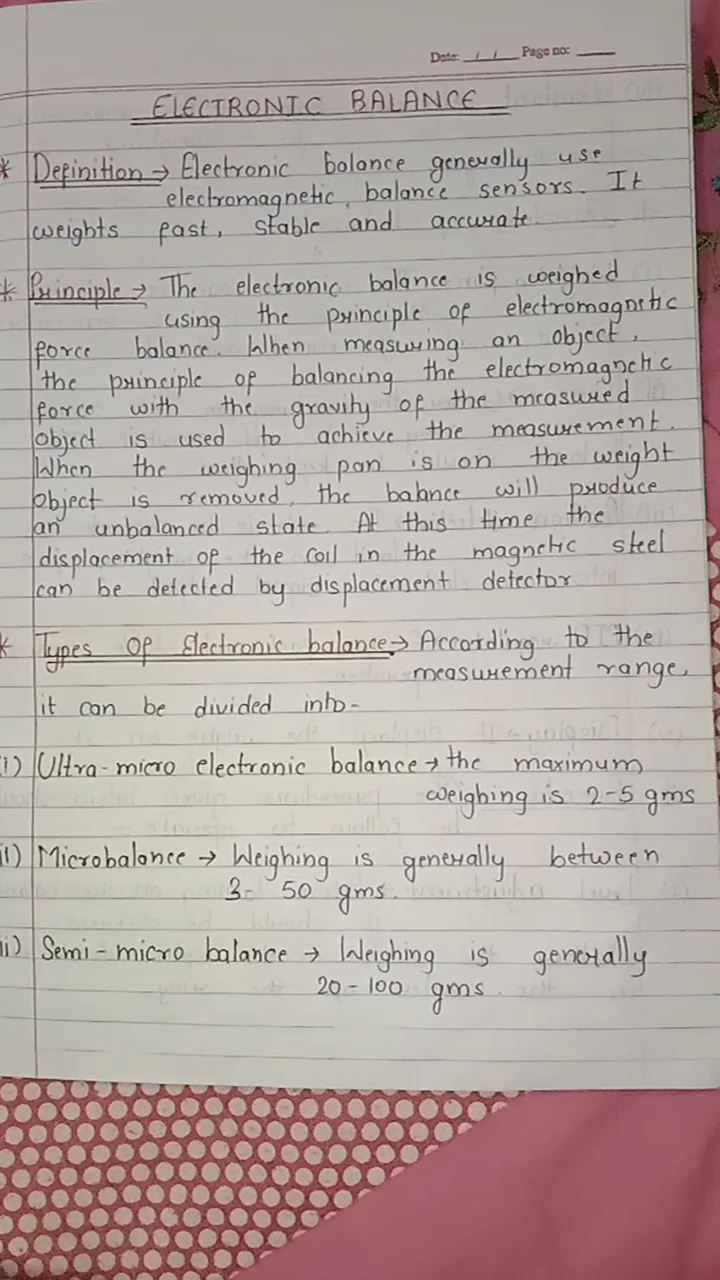 Date: / / Page no:
ELECTRONIC BALANCE
* Definition → Electronic balance generally use
electromagnetic balance sensors. It
weights fast, stable and accurate.
* Principle → The electronic balance is weighed
using the principle of electromagnetic
force balance. When measuring an object,
the principle of balancing the electromagnetic
force with the gravity of the measured
object is used to achieve the measurement.
When the weighing pan is on the weight
object is removed, the balance will produce
an unbalanced state. At this time the
displacement of the coil in the magnetic steel
can be detected by displacement detector
* Types Of Electronic balance → According to the
measurement range,
it can be divided into-
i) Ultra-micro electronic balance → the maximum
weighing is 2-5 gms
ii) Microbalance → Weighing is generally between
3- 50 gms.
ii) Semi-micro balance → Weighing is generally
20-100 gms.